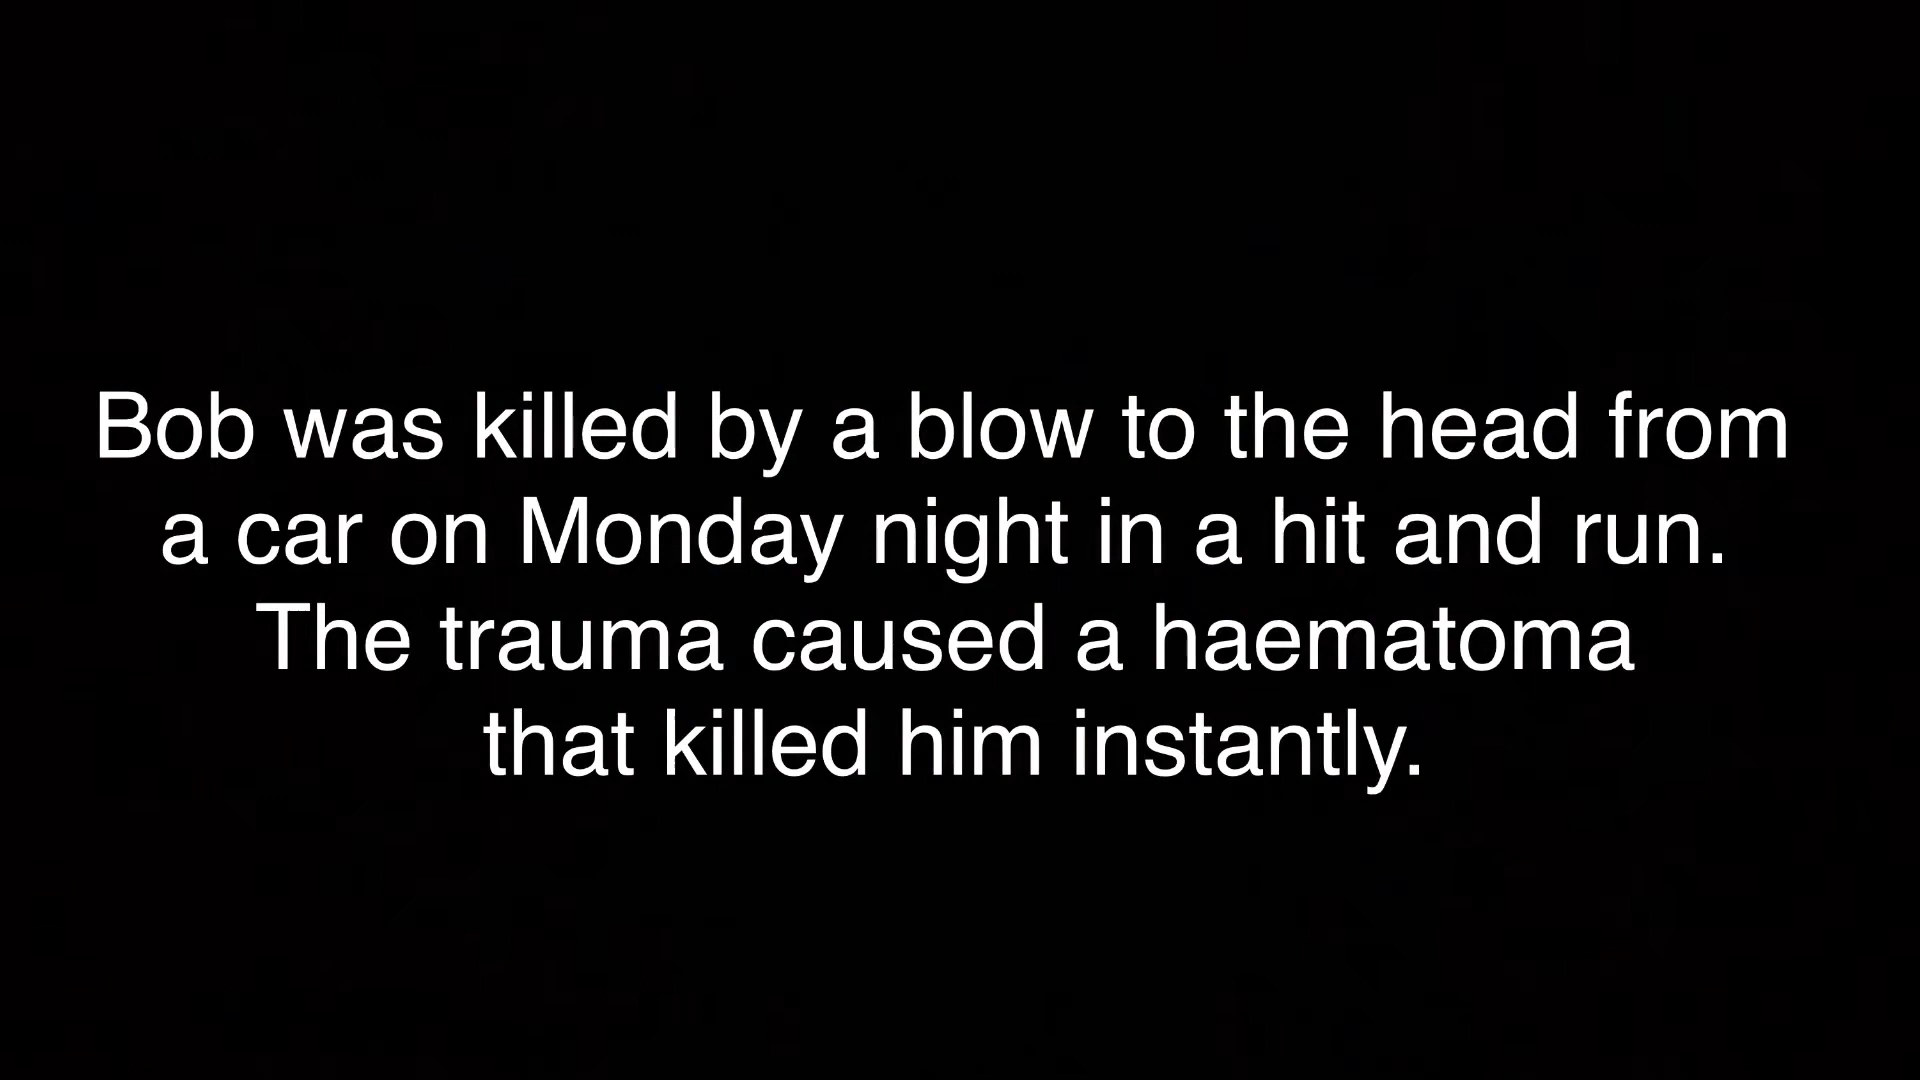 Bob was killed by a blow to the head from
a car on Monday night in a hit and run.
The trauma caused a haematoma
that killed him instantly.